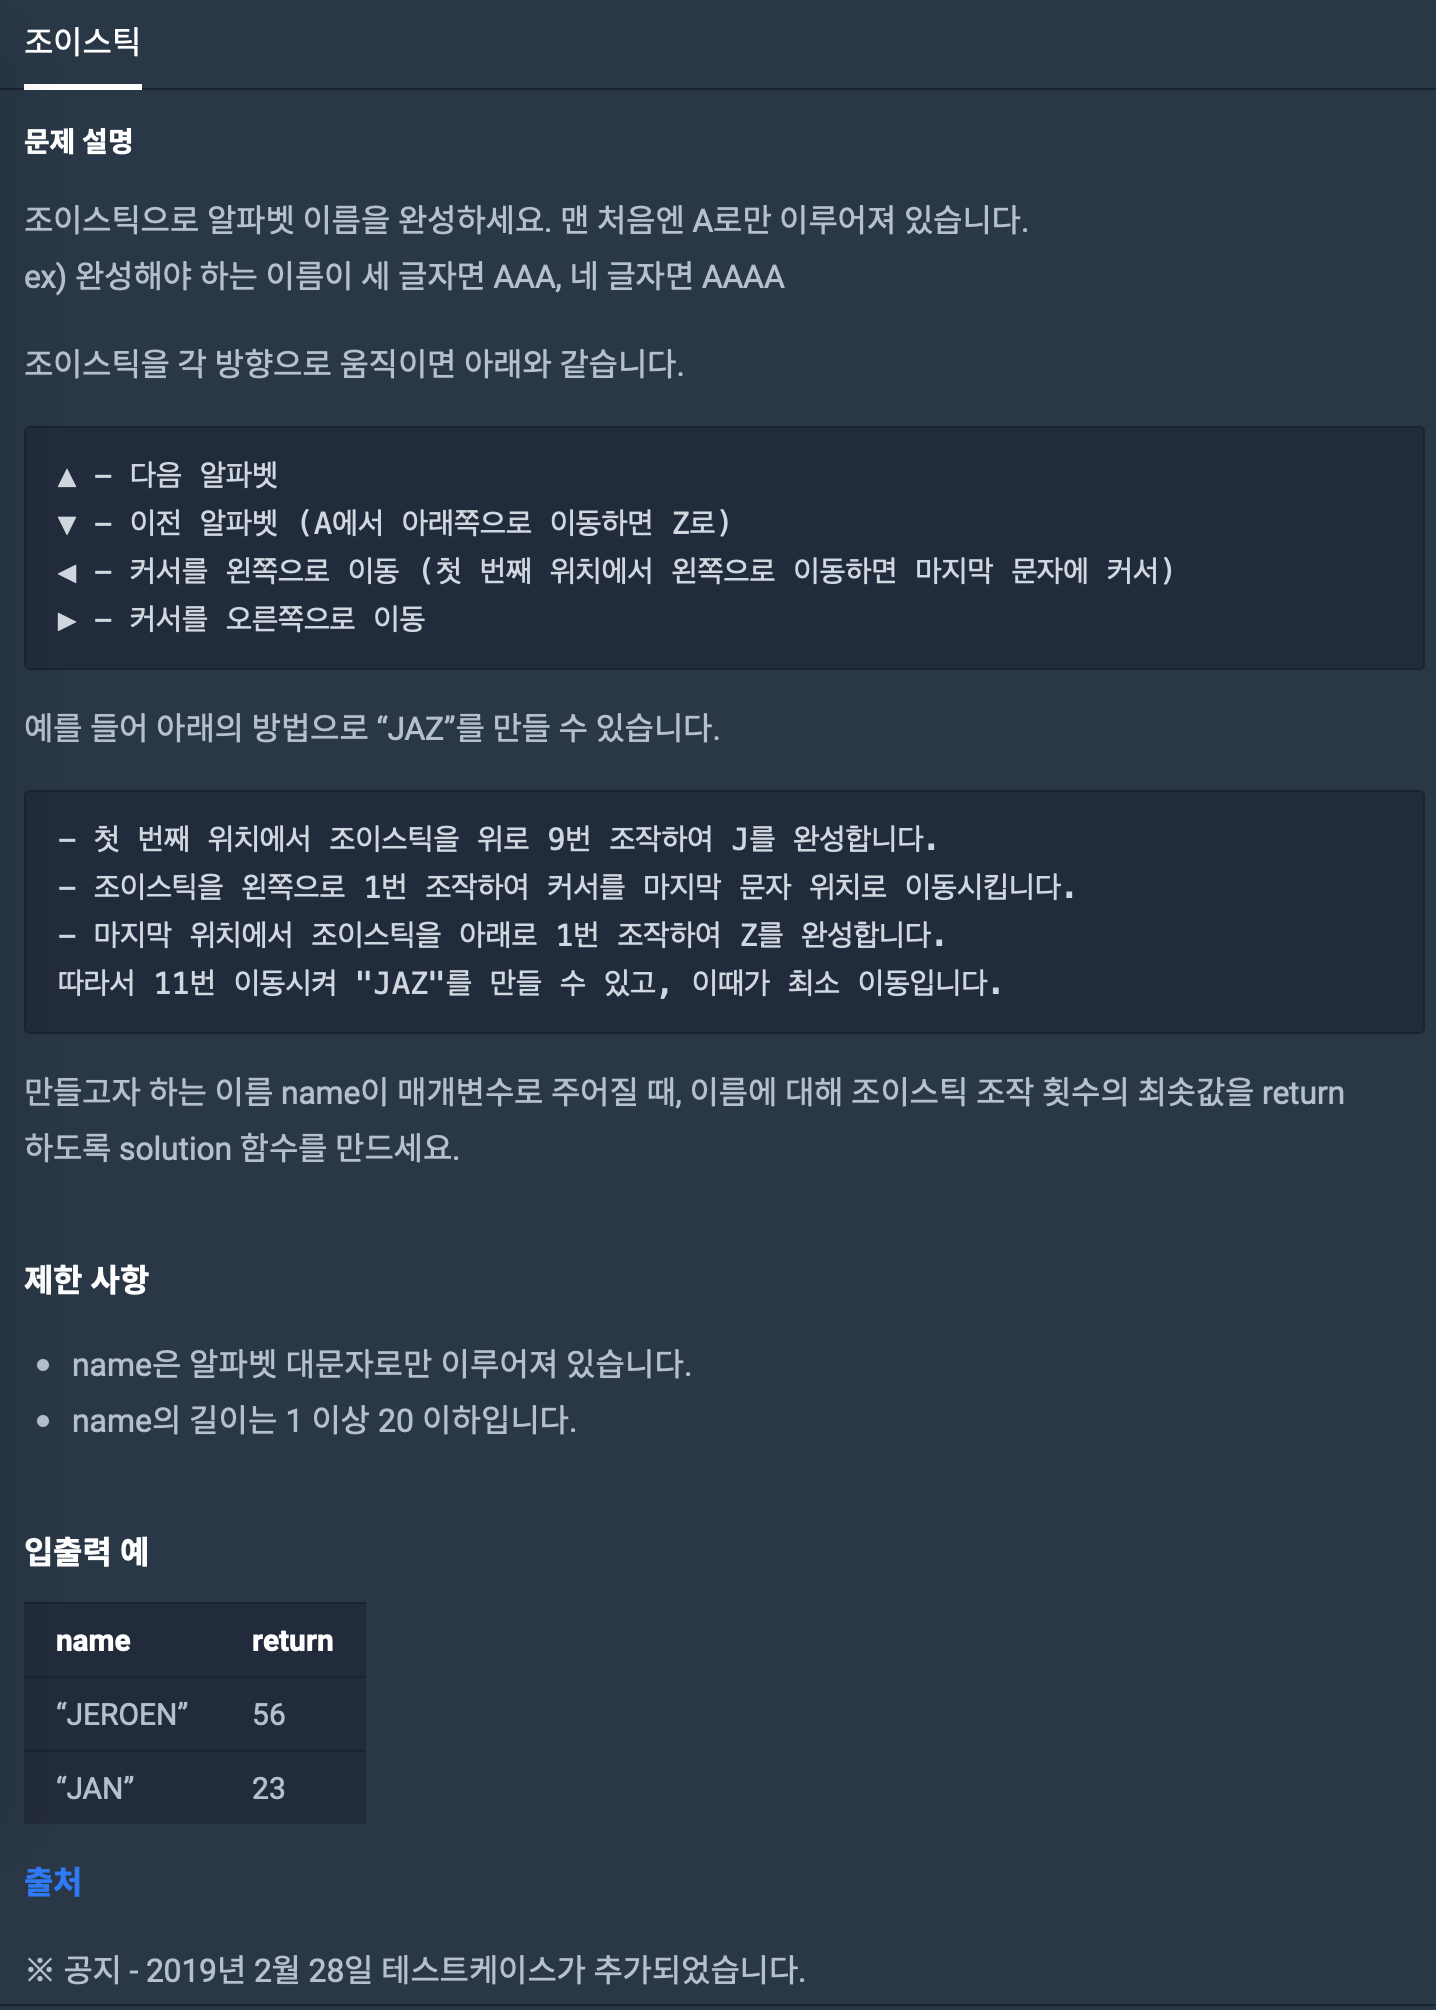 조이스틱
문제 설명
조이스틱으로 알파벳 이름을 완성하세요. 맨 처음엔 A로만 이루어져 있습니다.
ex) 완성해야 하는 이름이 세 글자면 AAA, 네 글자면 AAAA
조이스틱을 각 방향으로 움직이면 아래와 같습니다.
▲ - 다음 알파벳
▼ - 이전 알파벳 (A에서 아래쪽으로 이동하면 Z로)
◀ - 커서를 왼쪽으로 이동 (첫 번째 위치에서 왼쪽으로 이동하면 마지막 문자에 커서)
▶ - 커서를 오른쪽으로 이동
예를 들어 아래의 방법으로 “JAZ”를 만들 수 있습니다.
- 첫 번째 위치에서 조이스틱을 위로 9번 조작하여 J를 완성합니다.
- 조이스틱을 왼쪽으로 1번 조작하여 커서를 마지막 문자 위치로 이동시킵니다.
- 마지막 위치에서 조이스틱을 아래로 1번 조작하여 Z를 완성합니다.
따라서 11번 이동시켜 "JAZ"를 만들 수 있고, 이때가 최소 이동입니다.
만들고자 하는 이름 name이 매개변수로 주어질 때, 이름에 대해 조이스틱 조작 횟수의 최솟값을 return
하도록 solution 함수를 만드세요.
제한 사항
• name은 알파벳 대문자로만 이루어져 있습니다.
• name의 길이는 1 이상 20 이하입니다.
입출력 예
name return
“JEROEN” 56
“JAN” 23
출처
※ 공지 - 2019년 2월 28일 테스트케이스가 추가되었습니다.